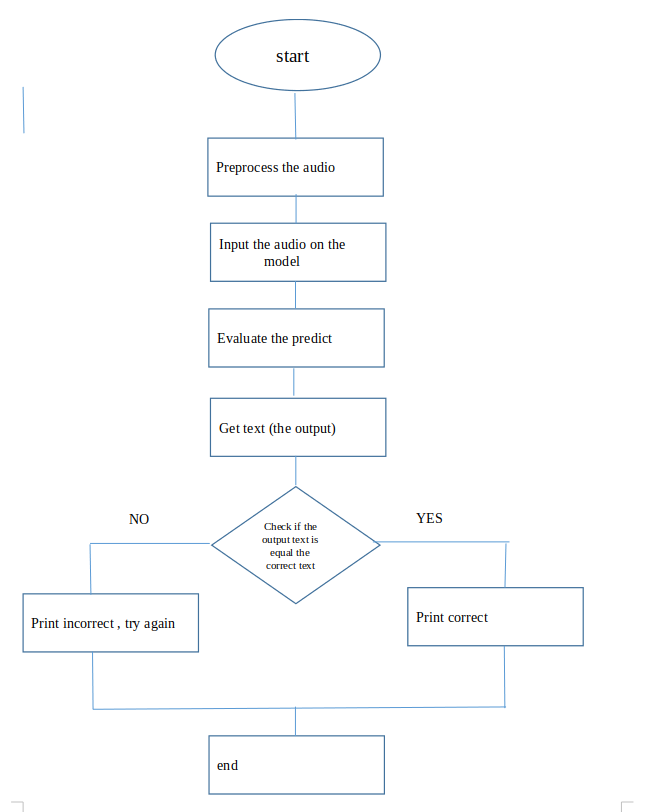 start
Preprocess the audio
Input the audio on the
model
Evaluate the predict
Get text (the output)
NO
YES
Check if the
output text is
equal the
correct text
Print incorrect , try again
Print correct
end